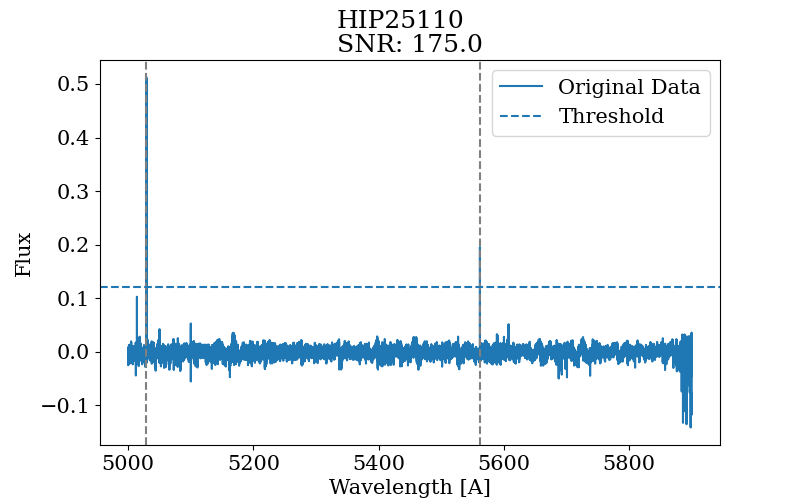 HIP25110
SNR: 175.0
Original Data
Threshold
Flux
0.5
0.4
0.3
0.2
0.1
0.0
−0.1
5000 5200 5400 5600 5800
Wavelength [A]